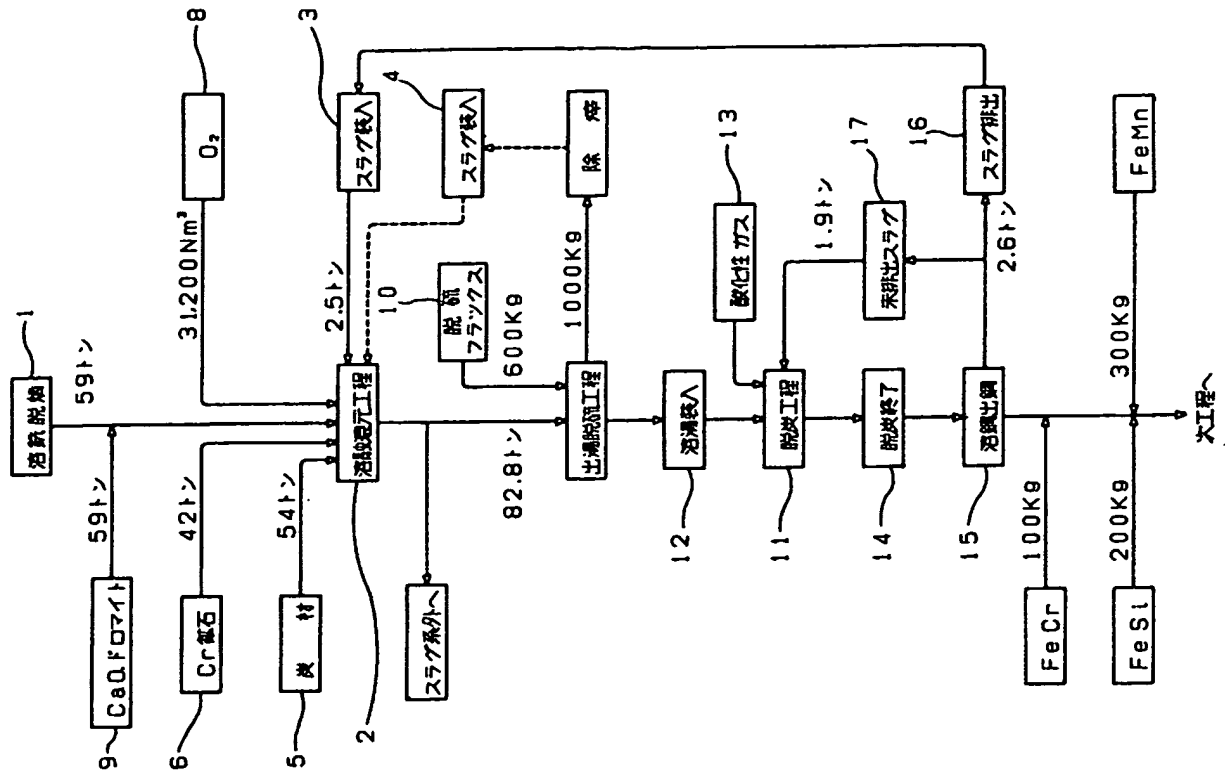 1
溶銑脱燐
59トン
8
O₂
31,200Nm³
9
CaO,ドロマイト
59トン
6
Cr鉱石
42トン
5
炭材
54トン
2
溶融還元工程
3
スラグ装入
2.5トン
4
スラグ装入
スラグ系外へ
10
脱硫
フラックス
600Kg
82.8トン
出湯脱硫工程
1000Kg
除滓
12
溶湯装入
13
酸化性ガス
11
脱炭工程
1.9トン
17
未排出スラグ
14
脱炭終了
15
溶鋼出鋼
2.6トン
16
スラグ排出
FeCr
100Kg
FeSi
200Kg
FeMn
300Kg
次工程へ